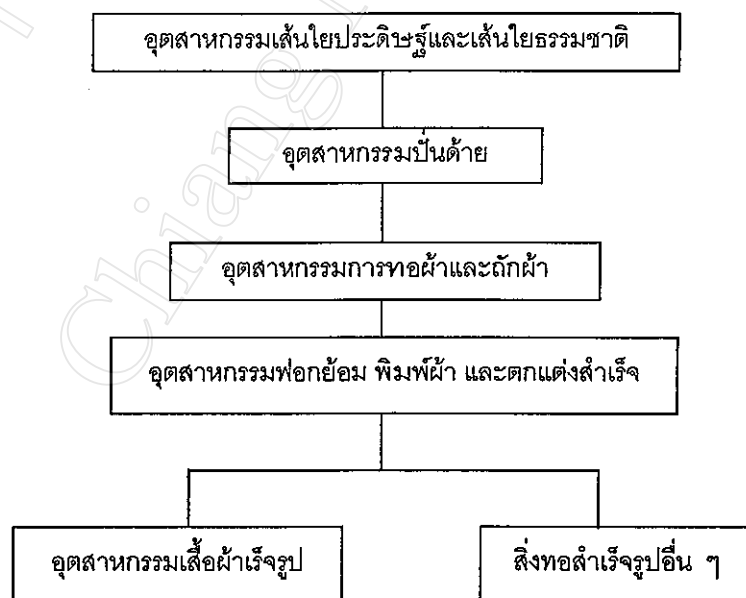 อุตสาหกรรมเส้นใยประดิษฐ์และเส้นใยธรรมชาติ
อุตสาหกรรมปั่นด้าย
อุตสาหกรรมการทอผ้าและถักผ้า
อุตสาหกรรมฟอกย้อม พิมพ์ผ้า และตกแต่งสำเร็จ
อุตสาหกรรมเสื้อผ้าเร็จรูป
สิ่งทอสำเร็จรูปอื่น ๆ
Chiang